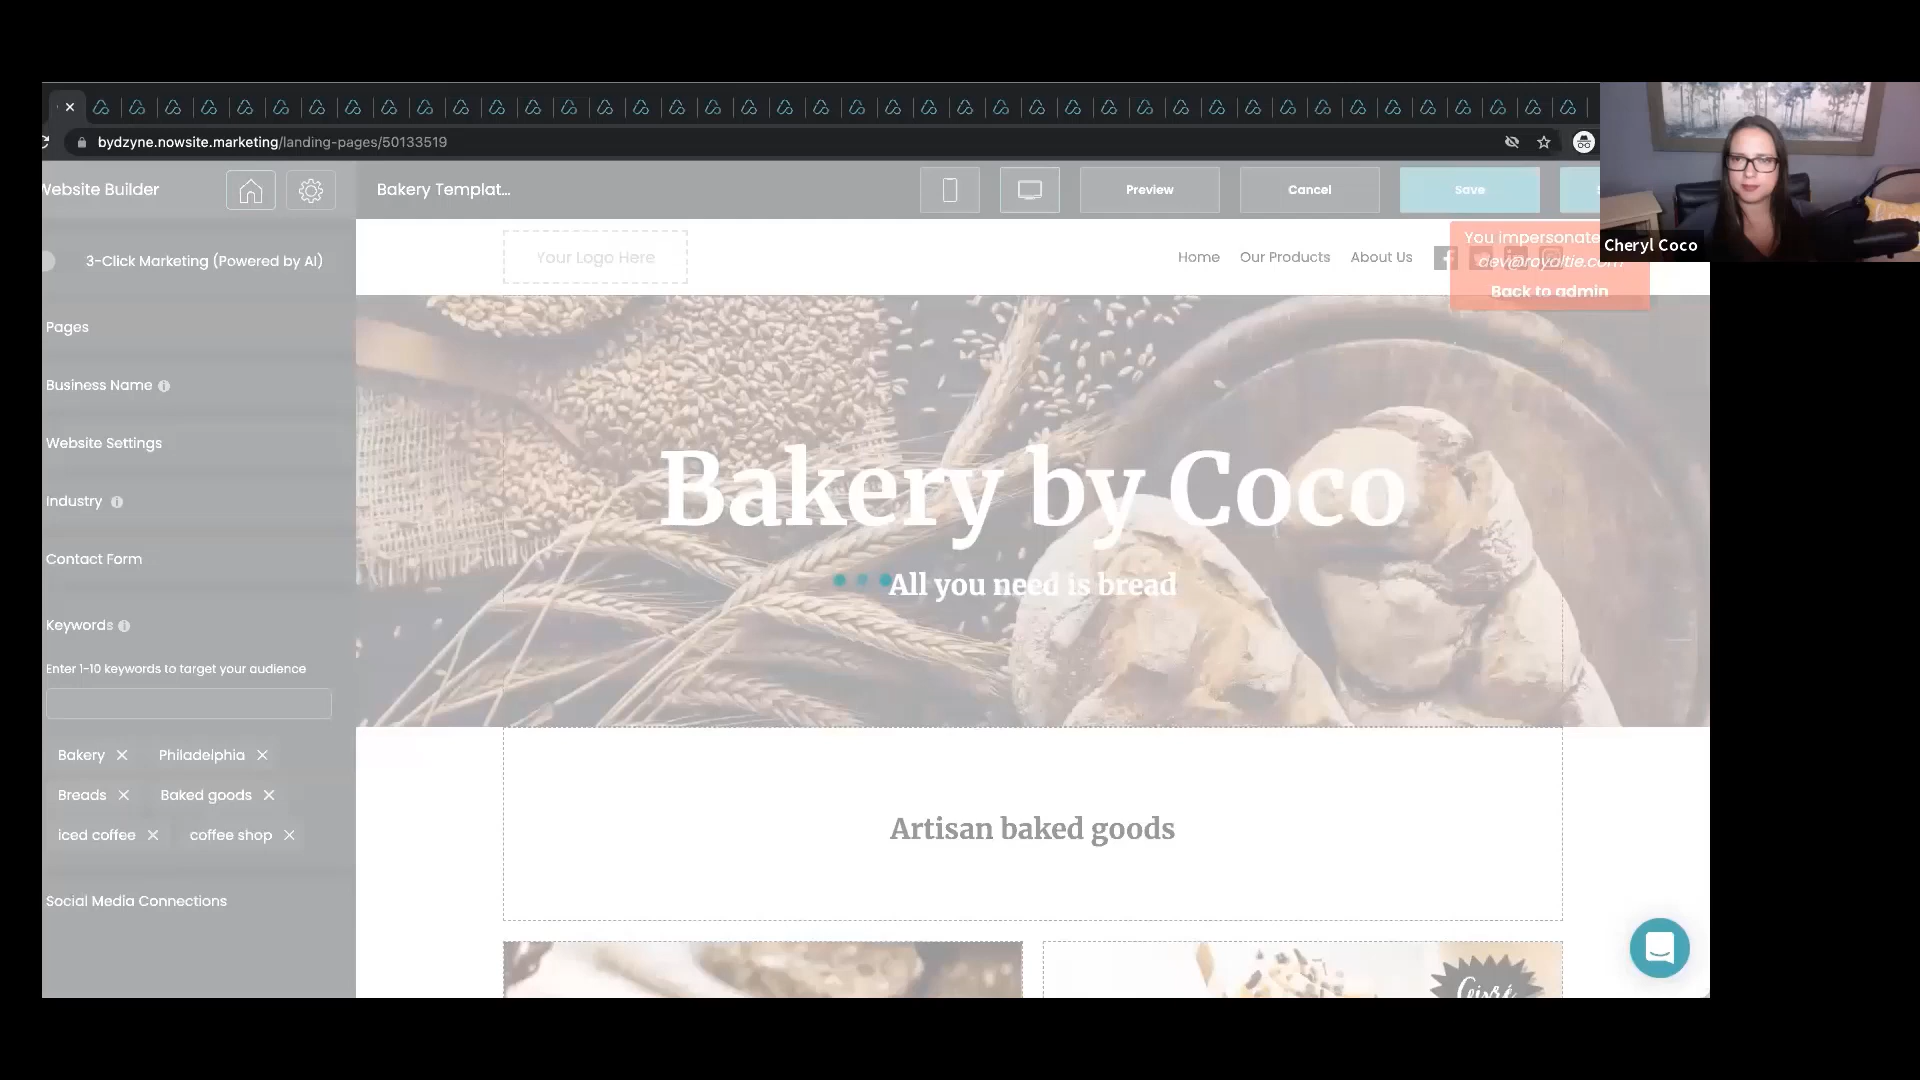 bydzyne.nowsite.marketing/landing-pages/50133519
Website Builder
Bakery Templat...
Preview
Cancel
Save
Cheryl Coco
3-Click Marketing (Powered by AI)
Your Logo Here
Home
Our Products
About Us
You impersonate
dev@royaltie.com
Back to admin
Pages
Business Name
Website Settings
Industry
Contact Form
Keywords
Enter 1-10 keywords to target your audience
Bakery
Philadelphia
Breads
Baked goods
iced coffee
coffee shop
Social Media Connections
Bakery by Coco
All you need is bread
Artisan baked goods